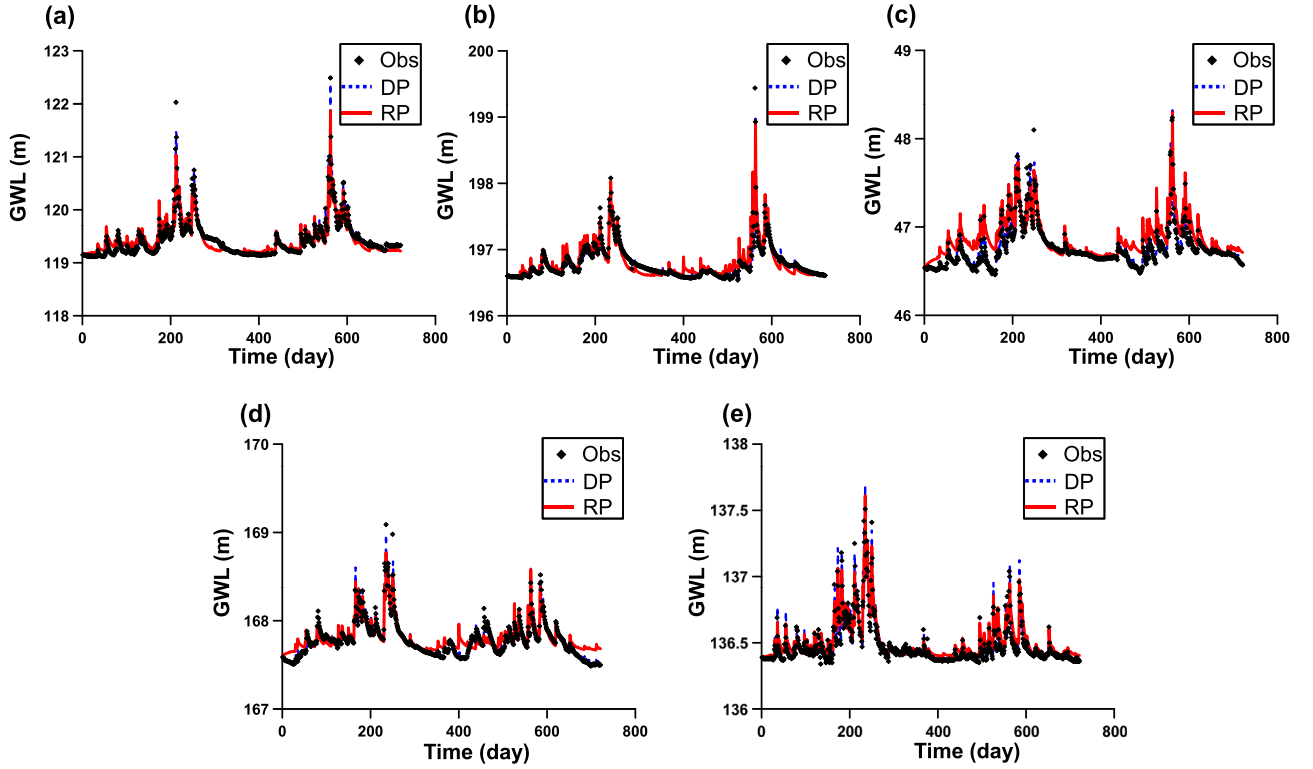 (a)
123
122
121
120
119
118
GWL (m)
0
200
400
600
800
Time (day)
Obs
DP
RP
(b)
200
199
198
197
196
GWL (m)
0
200
400
600
800
Time (day)
Obs
DP
RP
(c)
49
48
47
46
GWL (m)
0
200
400
600
800
Time (day)
Obs
DP
RP
(d)
170
169
168
167
GWL (m)
0
200
400
600
800
Time (day)
Obs
DP
RP
(e)
138
137.5
137
136.5
136
GWL (m)
0
200
400
600
800
Time (day)
Obs
DP
RP